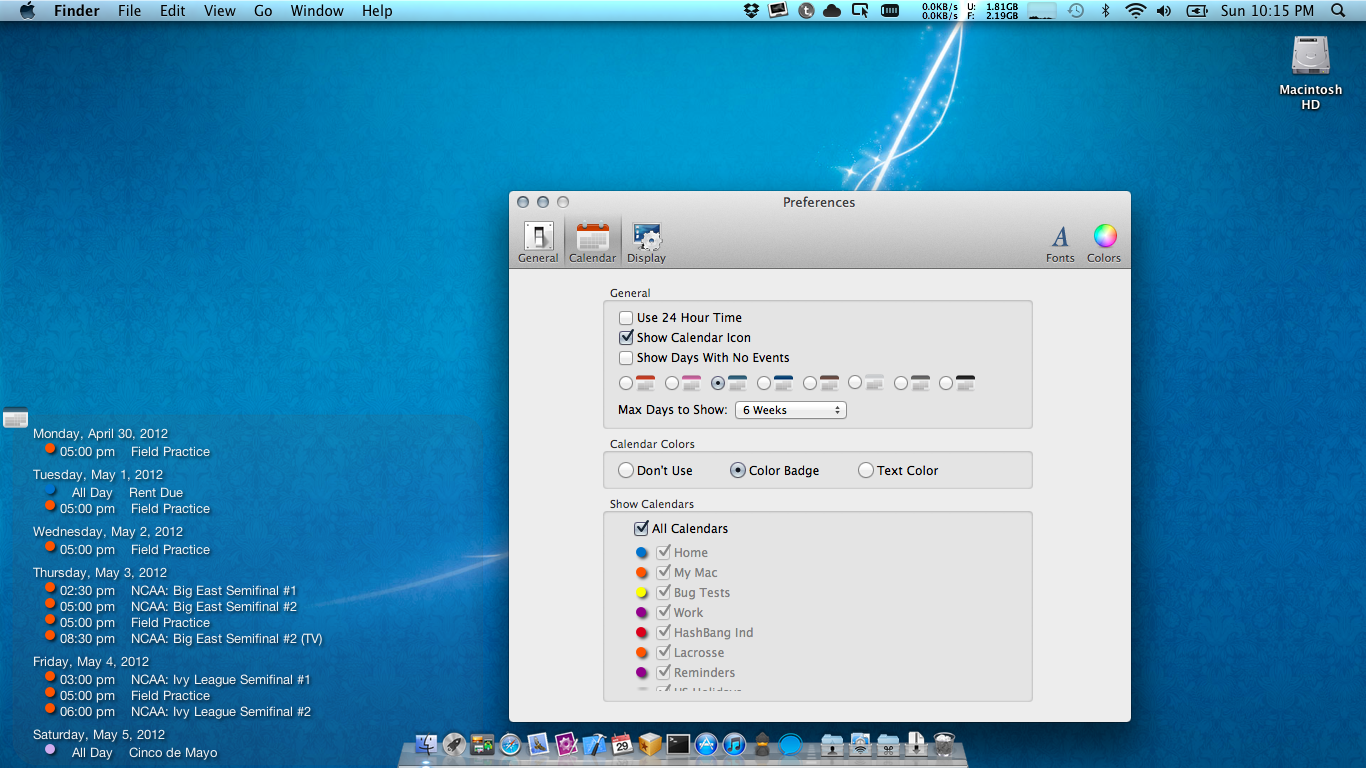 Finder File Edit View Go Window Help 0.0KB/s U: 1.81GB Sun 10:15 PM
0.0KB/s F: 2.19GB
Macintosh
HD
Preferences
General Calendar Display Fonts Colors
General
Use 24 Hour Time
Show Calendar Icon
Show Days With No Events
Max Days to Show: 6 Weeks
Calendar Colors
Don't Use Color Badge Text Color
Show Calendars
All Calendars
Home
My Mac
Bug Tests
Work
HashBang Ind
Lacrosse
Reminders
US Holidays
Monday, April 30, 2012
05:00 pm Field Practice
Tuesday, May 1, 2012
All Day Rent Due
05:00 pm Field Practice
Wednesday, May 2, 2012
05:00 pm Field Practice
Thursday, May 3, 2012
02:30 pm NCAA: Big East Semifinal #1
05:00 pm NCAA: Big East Semifinal #2
05:00 pm Field Practice
08:30 pm NCAA: Big East Semifinal #2 (TV)
Friday, May 4, 2012
03:00 pm NCAA: Ivy League Semifinal #1
05:00 pm Field Practice
06:00 pm NCAA: Ivy League Semifinal #2
Saturday, May 5, 2012
All Day Cinco de Mayo
29